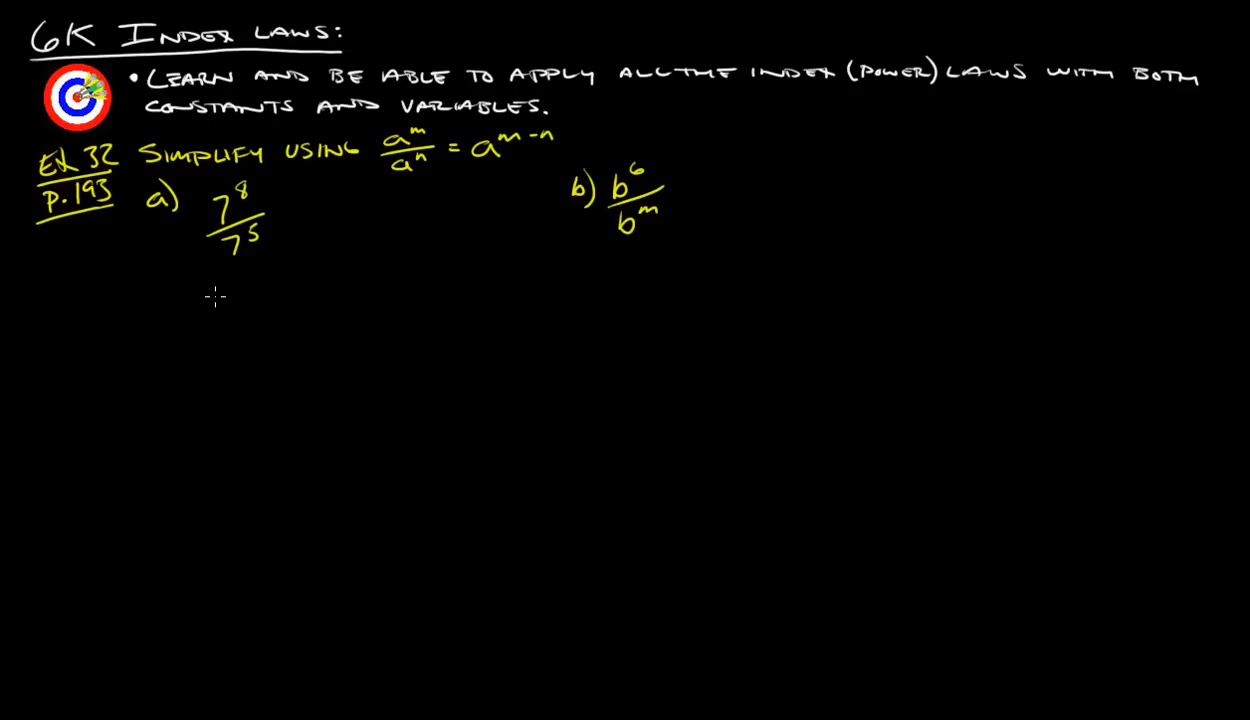 6K INDEX LAWS:
• LEARN AND BE ABLE TO APPLY ALL THE INDEX (POWER) LAWS WITH BOTH
CONSTANTS AND VARIABLES.
EX 32 SIMPLIFY USING a^m/a^n = a^(m-n)
P. 193 a) 7^8/7^5 b) b^6/b^m